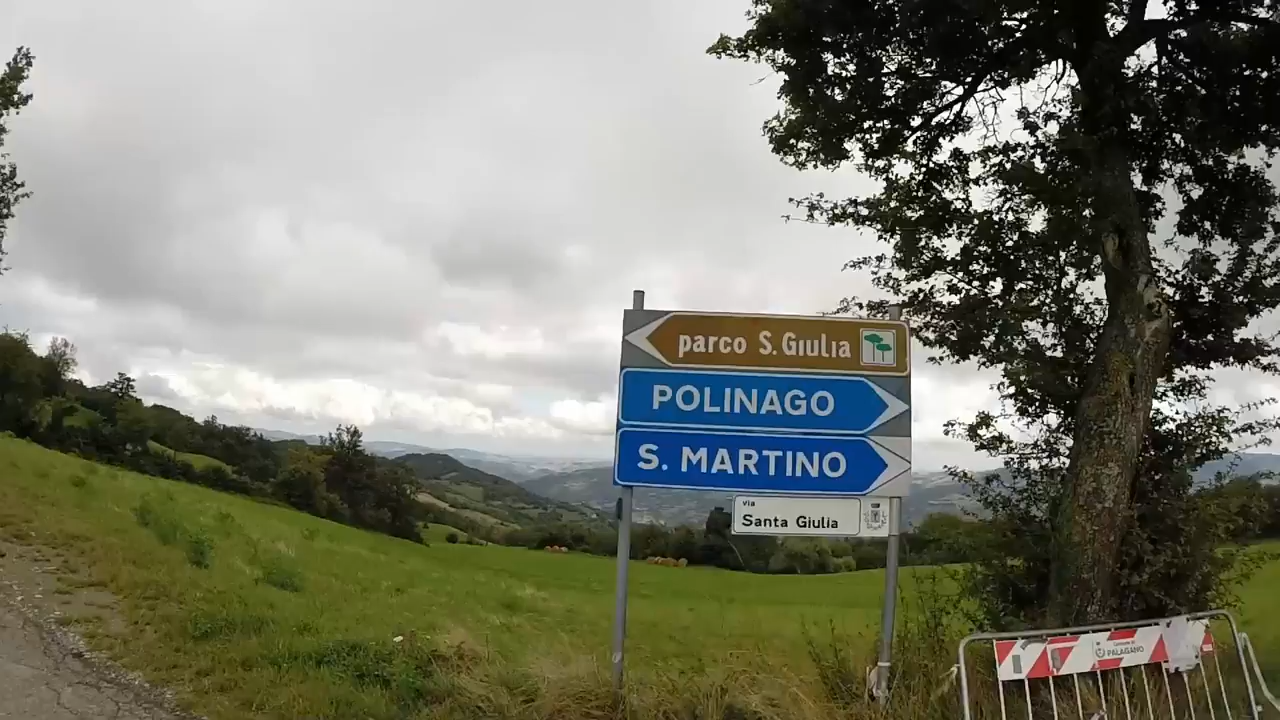 parco S. Giulia
POLINAGO
S. MARTINO
via
Santa Giulia
PALAGANO